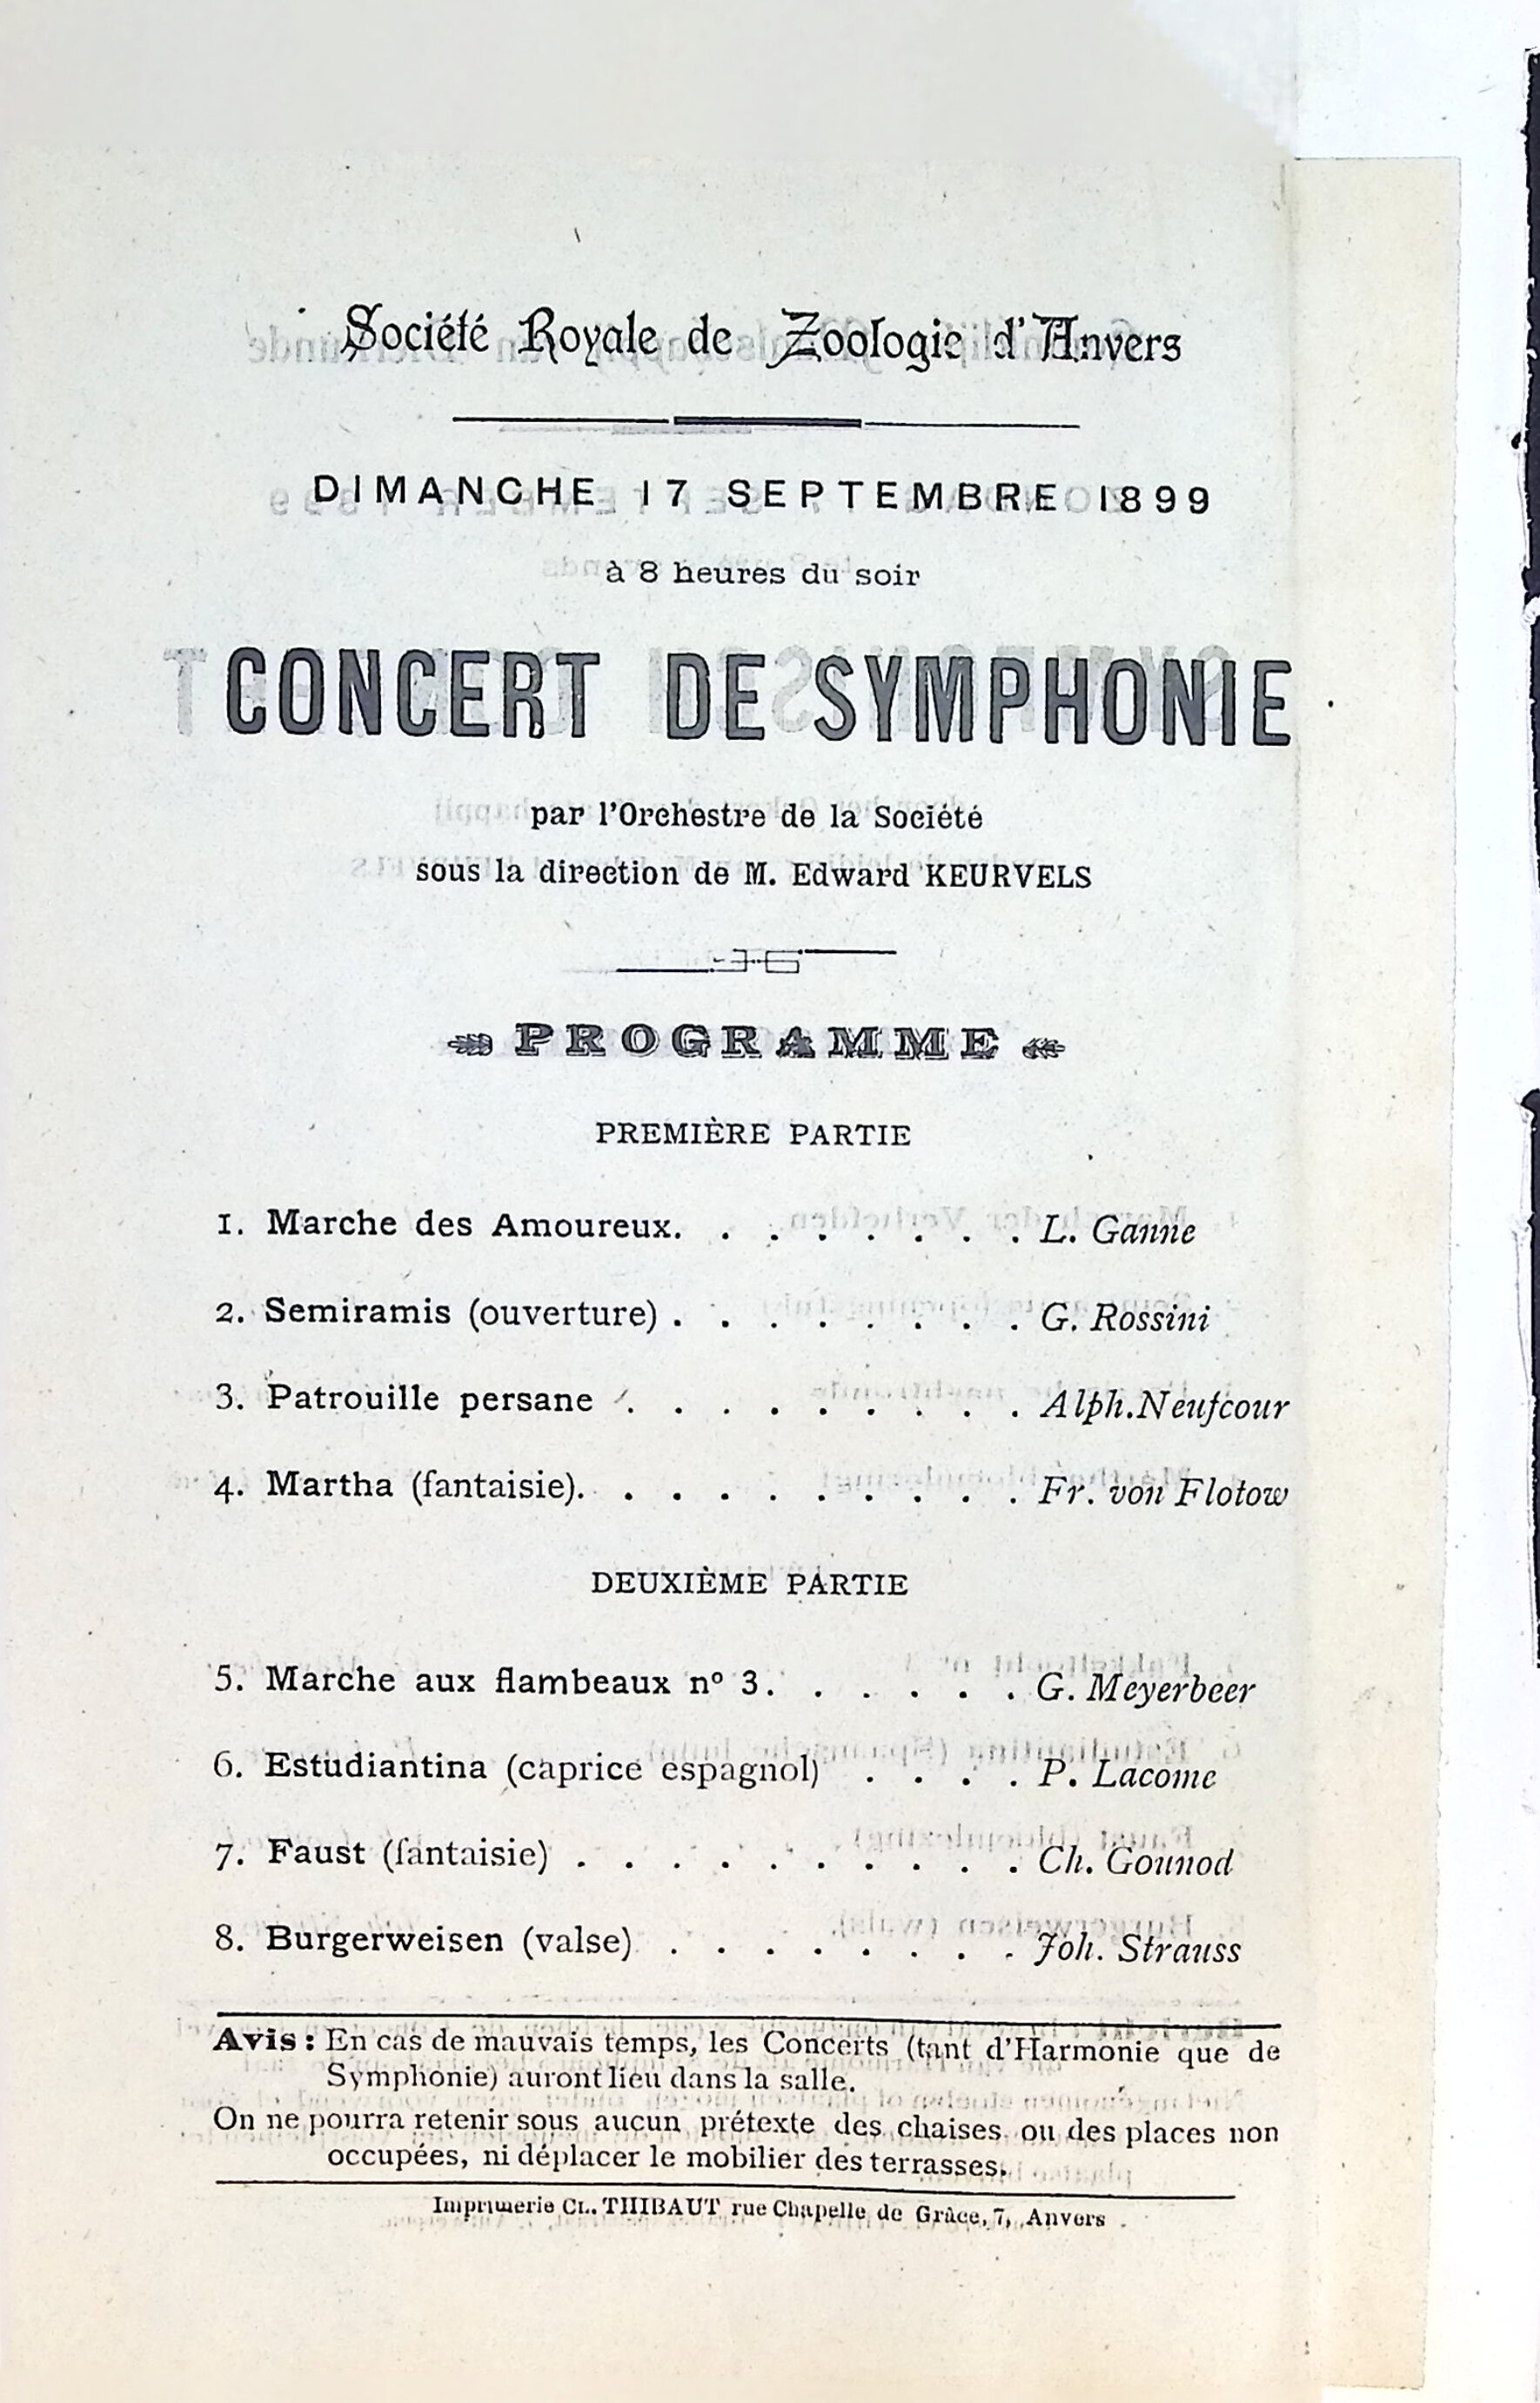 Société Royale de Zoologie d'Anvers
DIMANCHE 17 SEPTEMBRE 1899
à 8 heures du soir
CONCERT DE SYMPHONIE
par l'Orchestre de la Société
sous la direction de M. Edward KEURVELS
PROGRAMME
PREMIÈRE PARTIE
1. Marche des Amoureux. . . . . . . . L. Ganne
2. Semiramis (ouverture) . . . . . . . . G. Rossini
3. Patrouille persane . . . . . . . . . Alph. Neufcour
4. Martha (fantaisie). . . . . . . . . . Fr. von Flotow
DEUXIÈME PARTIE
5. Marche aux flambeaux nº 3. . . . . . G. Meyerbeer
6. Estudiantina (caprice espagnol) . . . . P. Lacome
7. Faust (fantaisie) . . . . . . . . . . Ch. Gounod
8. Burgerweisen (valse) . . . . . . . . Joh. Strauss
Avis : En cas de mauvais temps, les Concerts (tant d'Harmonie que de
Symphonie) auront lieu dans la salle.
On ne pourra retenir sous aucun prétexte des chaises ou des places non
occupées, ni déplacer le mobilier des terrasses.
Imprimerie CL. THIBAUT rue Chapelle de Grâce, 7, Anvers